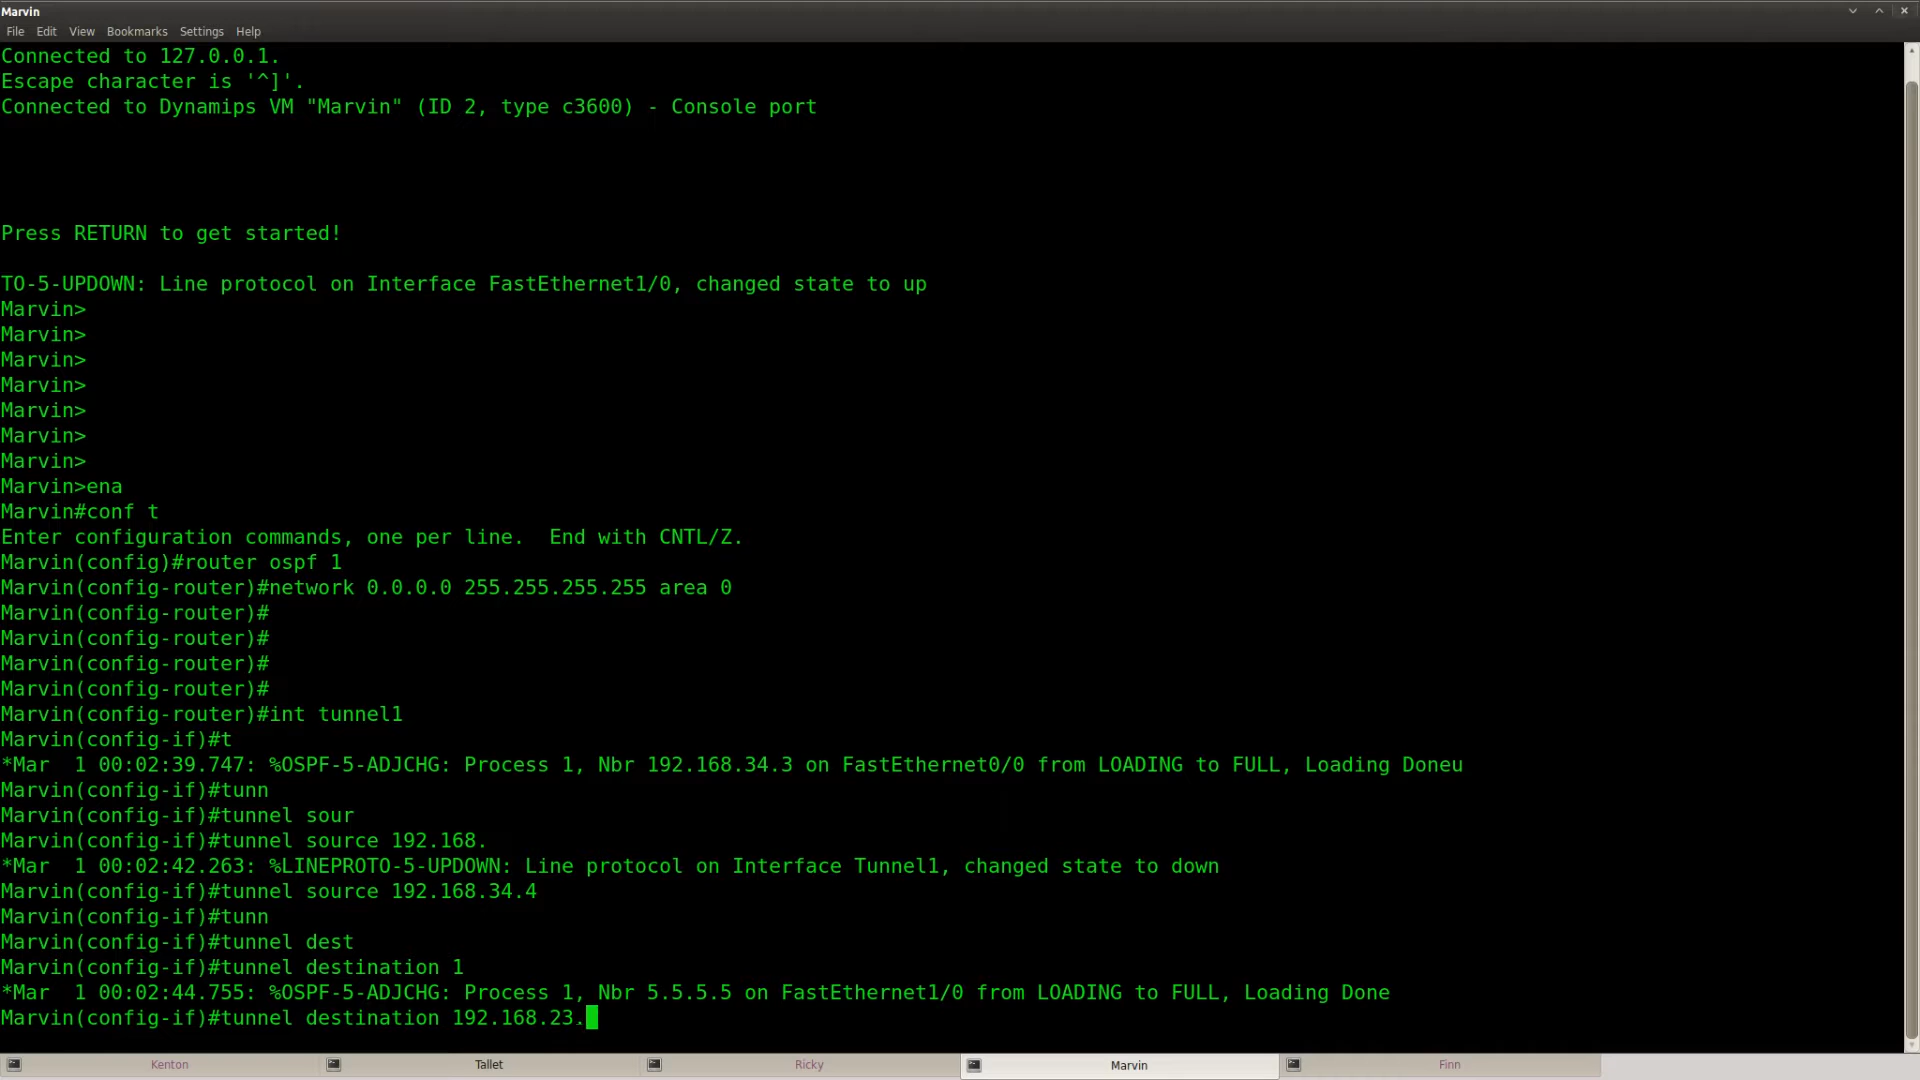 Marvin
File Edit View Bookmarks Settings Help
Connected to 127.0.0.1.
Escape character is '^]'.
Connected to Dynamips VM "Marvin" (ID 2, type c3600) - Console port
Press RETURN to get started!
TO-5-UPDOWN: Line protocol on Interface FastEthernet1/0, changed state to up
Marvin>
Marvin>
Marvin>
Marvin>
Marvin>
Marvin>
Marvin>
Marvin>ena
Marvin#conf t
Enter configuration commands, one per line.  End with CNTL/Z.
Marvin(config)#router ospf 1
Marvin(config-router)#network 0.0.0.0 255.255.255.255 area 0
Marvin(config-router)#
Marvin(config-router)#
Marvin(config-router)#
Marvin(config-router)#
Marvin(config-router)#int tunnel1
Marvin(config-if)#t
*Mar  1 00:02:39.747: %OSPF-5-ADJCHG: Process 1, Nbr 192.168.34.3 on FastEthernet0/0 from LOADING to FULL, Loading Doneu
Marvin(config-if)#tunn
Marvin(config-if)#tunnel sour
Marvin(config-if)#tunnel source 192.168.
*Mar  1 00:02:42.263: %LINEPROTO-5-UPDOWN: Line protocol on Interface Tunnel1, changed state to down
Marvin(config-if)#tunnel source 192.168.34.4
Marvin(config-if)#tunn
Marvin(config-if)#tunnel dest
Marvin(config-if)#tunnel destination 1
*Mar  1 00:02:44.755: %OSPF-5-ADJCHG: Process 1, Nbr 5.5.5.5 on FastEthernet1/0 from LOADING to FULL, Loading Done
Marvin(config-if)#tunnel destination 192.168.23.
Kenton Tallet Ricky Marvin Finn